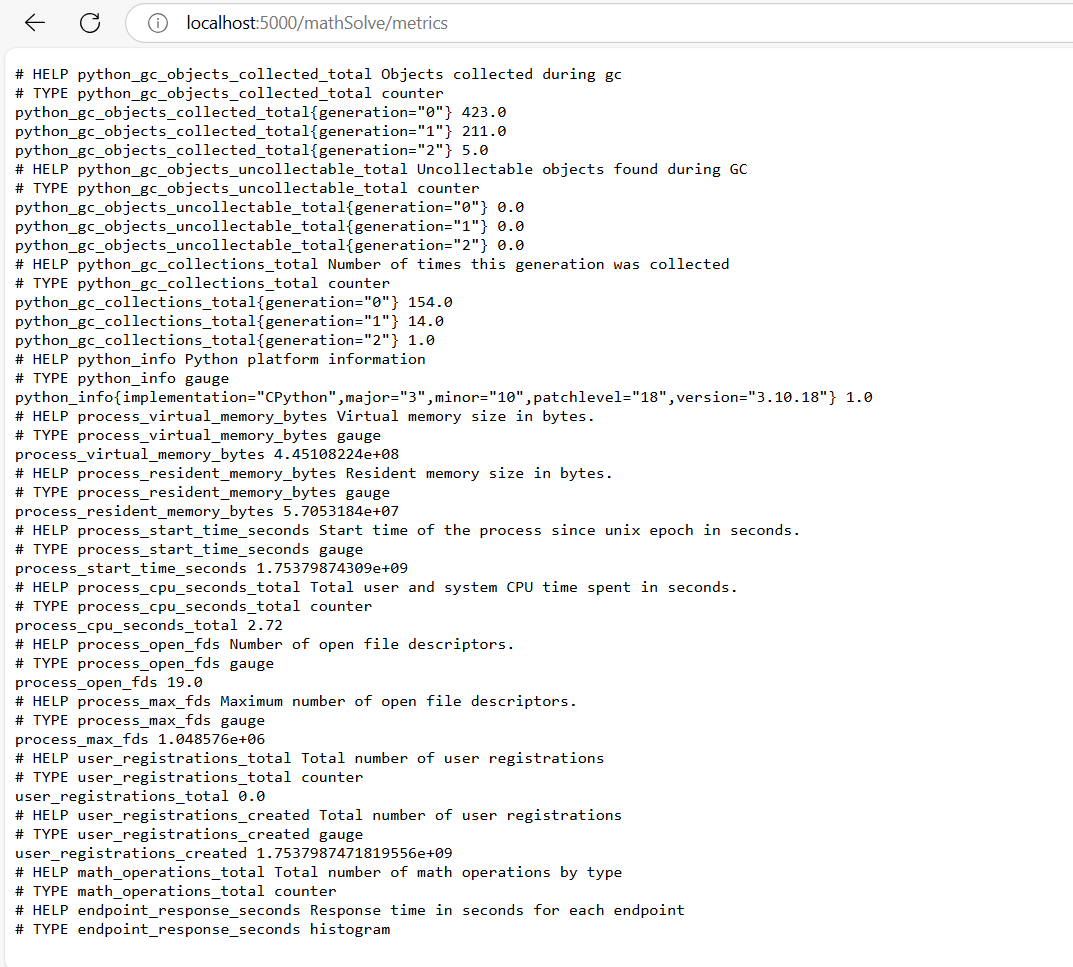 localhost:5000/mathSolve/metrics
# HELP python_gc_objects_collected_total Objects collected during gc
# TYPE python_gc_objects_collected_total counter
python_gc_objects_collected_total{generation="0"} 423.0
python_gc_objects_collected_total{generation="1"} 211.0
python_gc_objects_collected_total{generation="2"} 5.0
# HELP python_gc_objects_uncollectable_total Uncollectable objects found during GC
# TYPE python_gc_objects_uncollectable_total counter
python_gc_objects_uncollectable_total{generation="0"} 0.0
python_gc_objects_uncollectable_total{generation="1"} 0.0
python_gc_objects_uncollectable_total{generation="2"} 0.0
# HELP python_gc_collections_total Number of times this generation was collected
# TYPE python_gc_collections_total counter
python_gc_collections_total{generation="0"} 154.0
python_gc_collections_total{generation="1"} 14.0
python_gc_collections_total{generation="2"} 1.0
# HELP python_info Python platform information
# TYPE python_info gauge
python_info{implementation="CPython",major="3",minor="10",patchlevel="18",version="3.10.18"} 1.0
# HELP process_virtual_memory_bytes Virtual memory size in bytes.
# TYPE process_virtual_memory_bytes gauge
process_virtual_memory_bytes 4.45108224e+08
# HELP process_resident_memory_bytes Resident memory size in bytes.
# TYPE process_resident_memory_bytes gauge
process_resident_memory_bytes 5.7053184e+07
# HELP process_start_time_seconds Start time of the process since unix epoch in seconds.
# TYPE process_start_time_seconds gauge
process_start_time_seconds 1.75379874309e+09
# HELP process_cpu_seconds_total Total user and system CPU time spent in seconds.
# TYPE process_cpu_seconds_total counter
process_cpu_seconds_total 2.72
# HELP process_open_fds Number of open file descriptors.
# TYPE process_open_fds gauge
process_open_fds 19.0
# HELP process_max_fds Maximum number of open file descriptors.
# TYPE process_max_fds gauge
process_max_fds 1.048576e+06
# HELP user_registrations_total Total number of user registrations
# TYPE user_registrations_total counter
user_registrations_total 0.0
# HELP user_registrations_created Total number of user registrations
# TYPE user_registrations_created gauge
user_registrations_created 1.7537987471819556e+09
# HELP math_operations_total Total number of math operations by type
# TYPE math_operations_total counter
# HELP endpoint_response_seconds Response time in seconds for each endpoint
# TYPE endpoint_response_seconds histogram